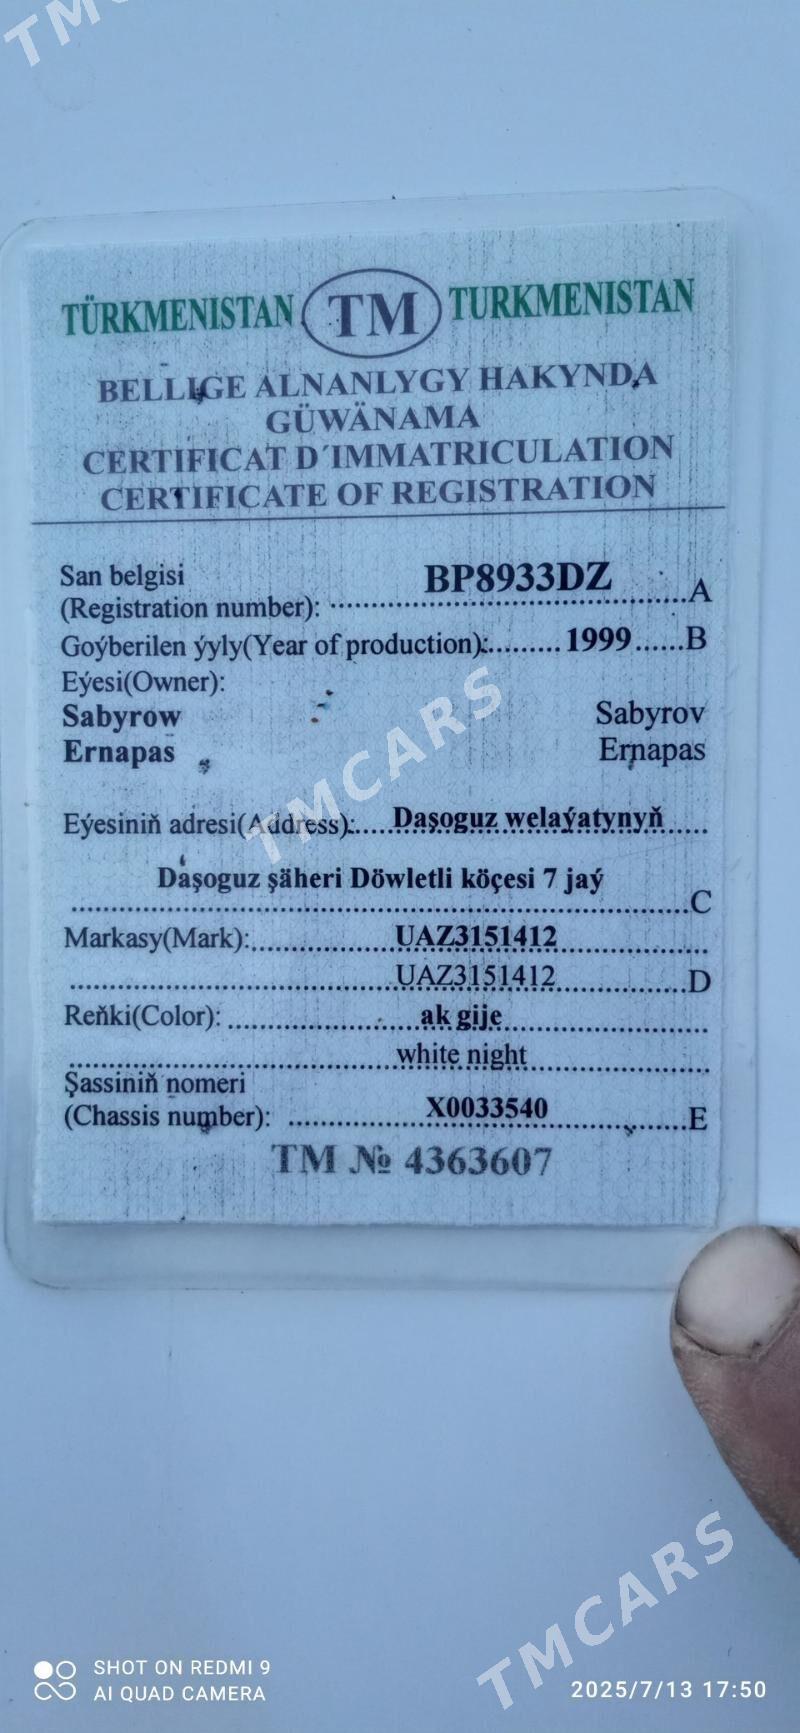 TMC
TÜRKMENISTAN TM TURKMENISTAN
BELLIGE ALNANLYGY HAKYNDA
GÜWÄNAMA
CERTIFICAT D´IMMATRICULATION
CERTIFICATE OF REGISTRATION
San belgisi
(Registration number): BP8933DZ A
Goýberilen ýyly(Year of production): 1999 B
Eýesi(Owner):
Sabyrow Sabyrov
Ernapas Ernapas
TMCARS
Eýesiniň adresi(Address): Daşoguz welaýatynyň
Daşoguz şäheri Döwletli köçesi 7 jaý
C
Markasy(Mark): UAZ3151412
UAZ3151412 D
Reňki(Color): ak gije
white night
Şassiniň nomeri
(Chassis number): X0033540 E
TM № 4363607
TMCARS
SHOT ON REDMI 9
AI QUAD CAMERA
2025/7/13 17:50